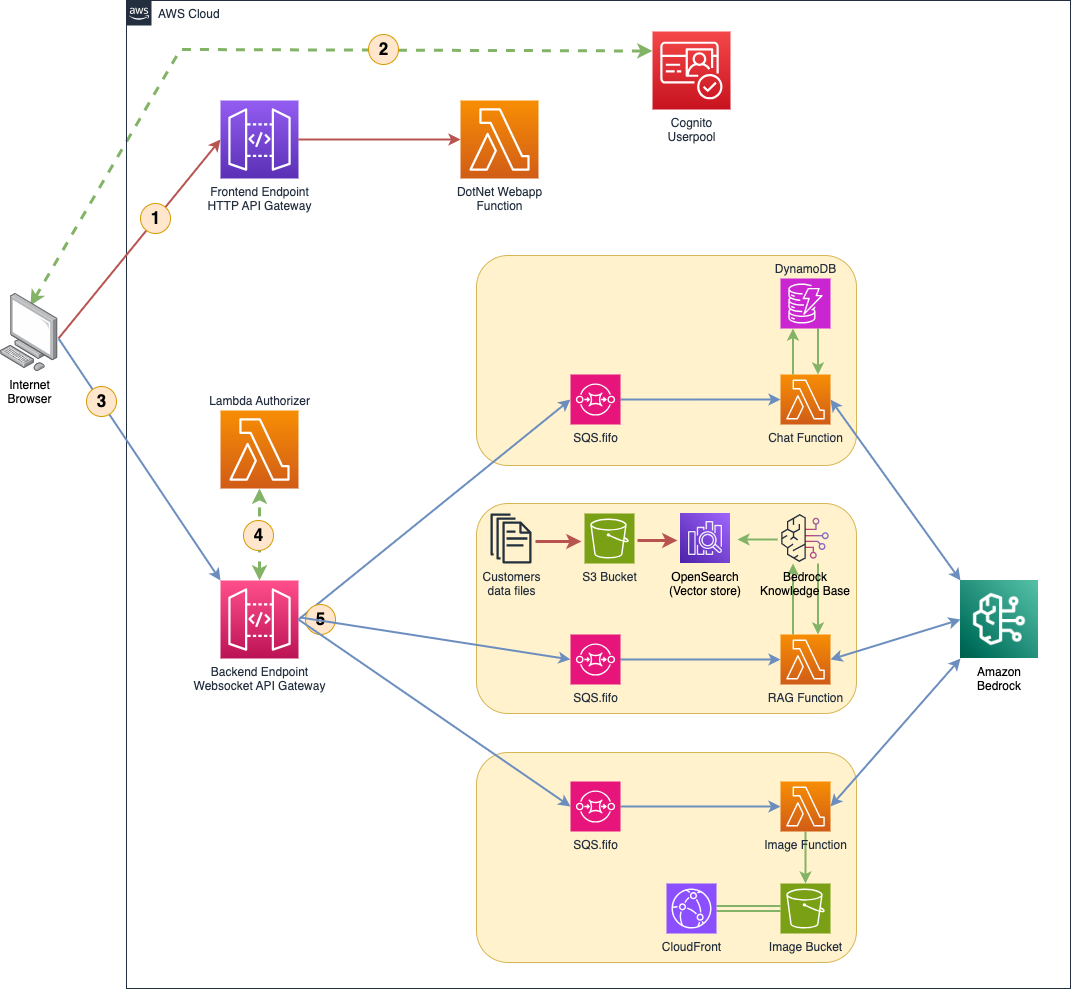 aws
AWS Cloud
2
Cognito
Userpool
Frontend Endpoint
HTTP API Gateway
DotNet Webapp
Function
1
Internet
Browser
3
Lambda Authorizer
4
Backend Endpoint
Websocket API Gateway
5
DynamoDB
SQS.fifo
Chat Function
Customers
data files
S3 Bucket
OpenSearch
(Vector store)
Bedrock
Knowledge Base
SQS.fifo
RAG Function
Amazon
Bedrock
SQS.fifo
Image Function
CloudFront
Image Bucket